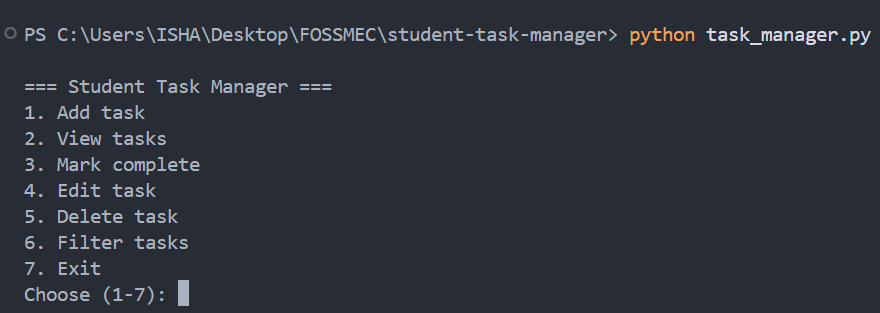 PS C:\Users\ISHA\Desktop\FOSSMEC\student-task-manager> python task_manager.py
=== Student Task Manager ===
1. Add task
2. View tasks
3. Mark complete
4. Edit task
5. Delete task
6. Filter tasks
7. Exit
Choose (1-7):